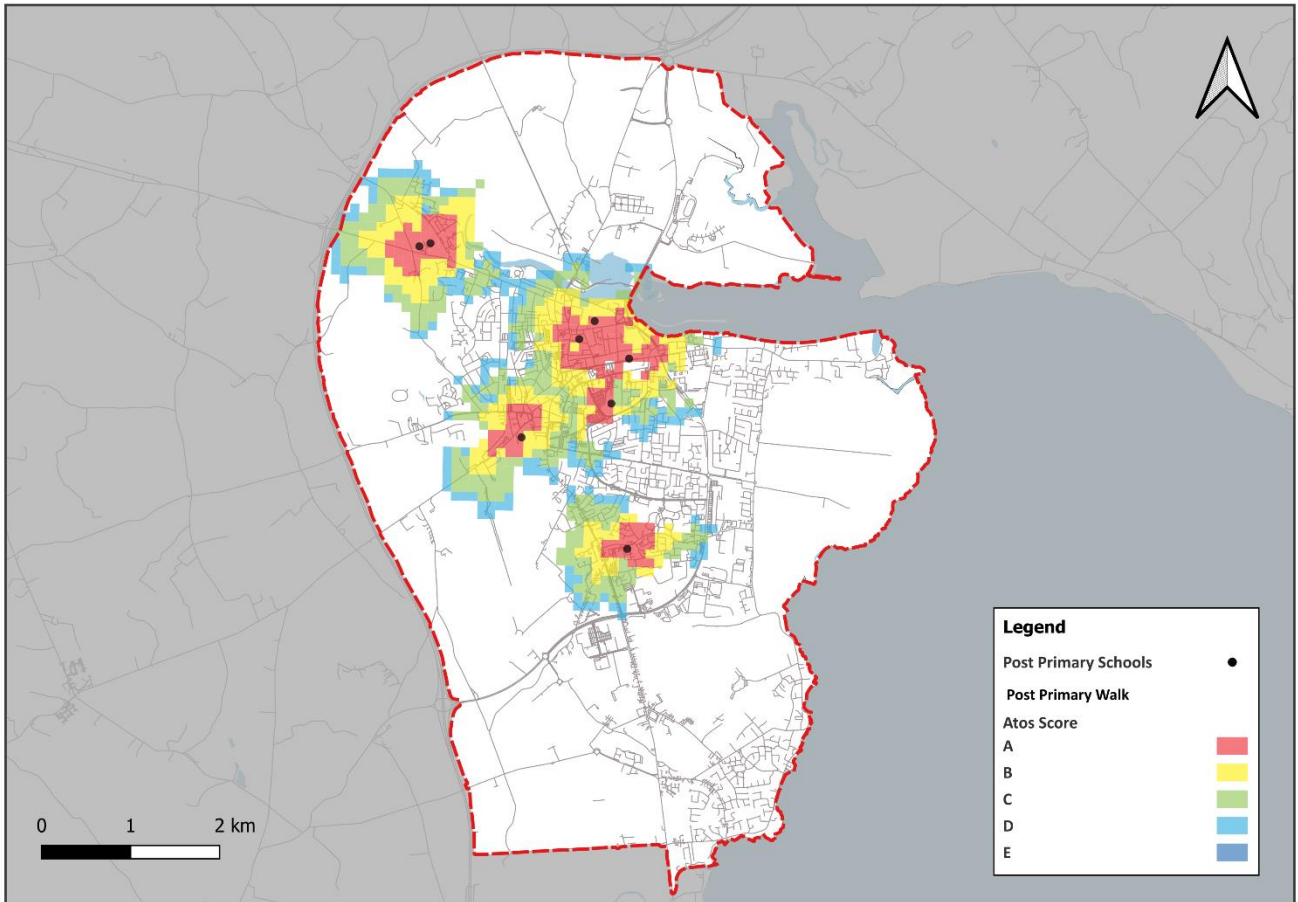 0 1 2 km
Legend
Post Primary Schools
Post Primary Walk
Atos Score
A
B
C
D
E